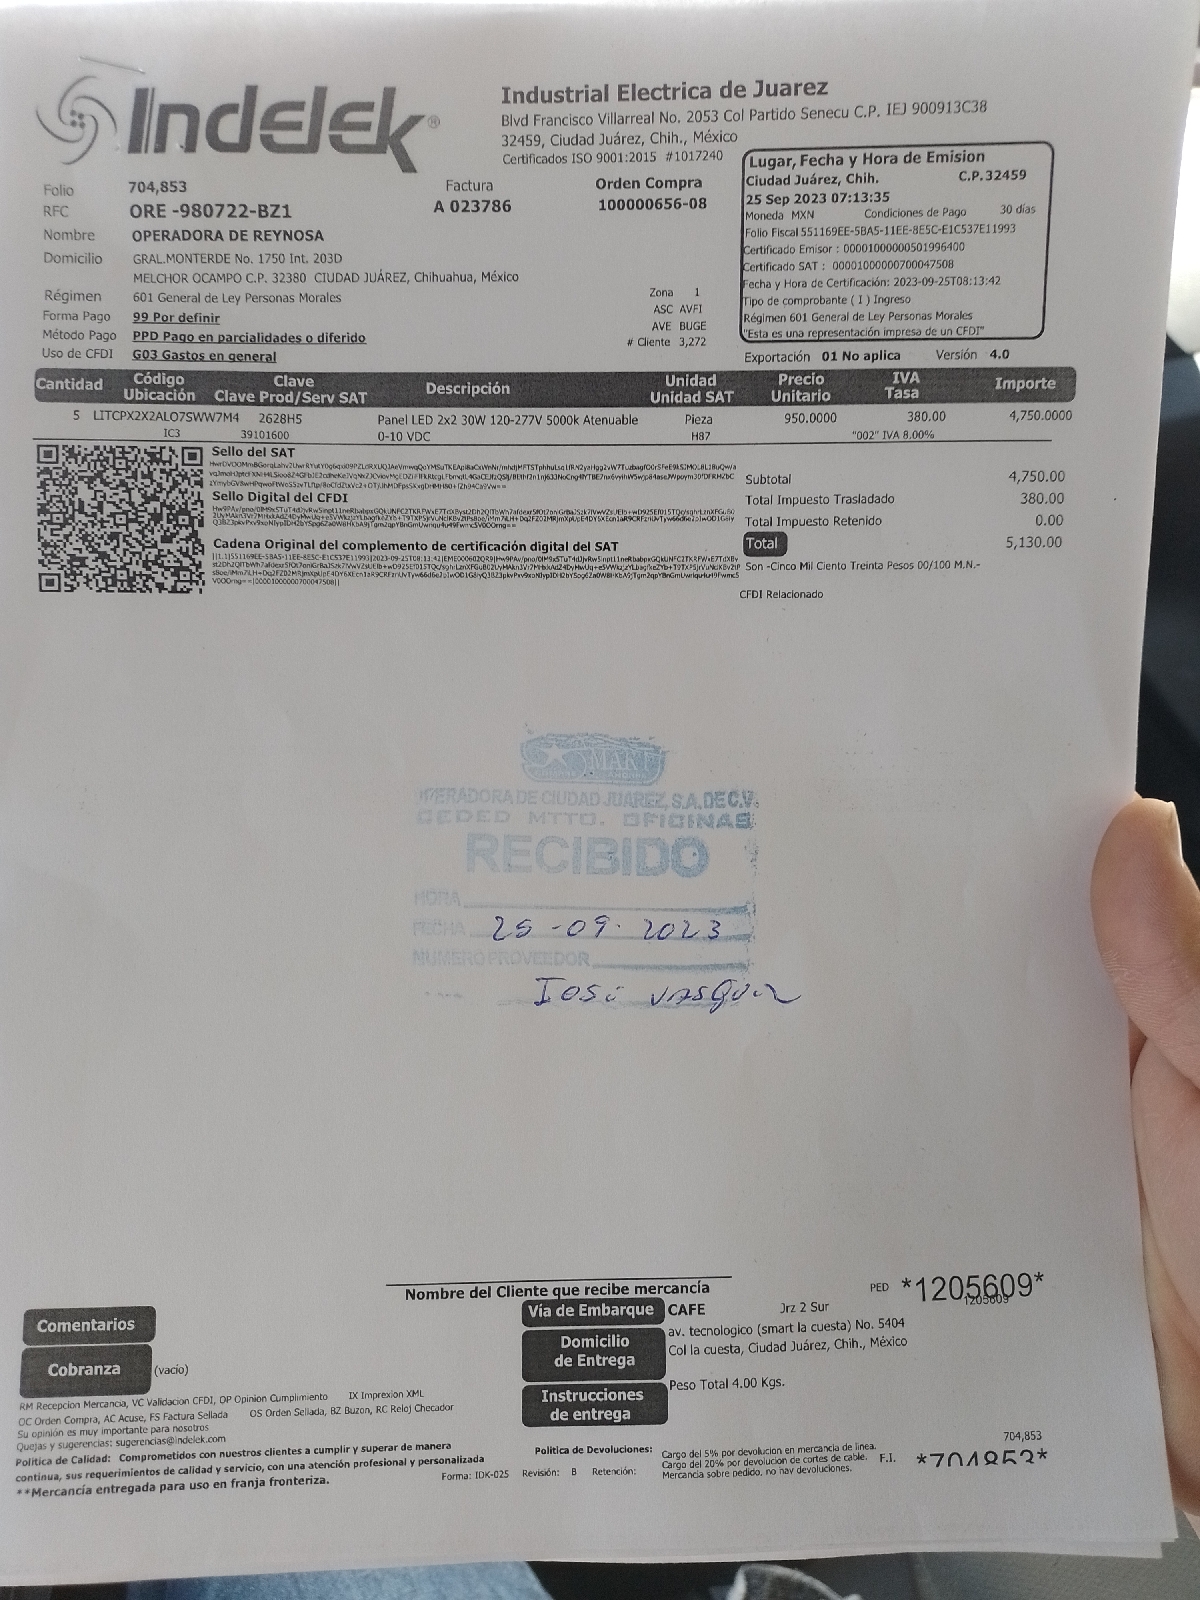 Indelek®
Industrial Electrica de Juarez
Blvd Francisco Villarreal No. 2053 Col Partido Senecu C.P. IEJ 900913C38
32459, Ciudad Juárez, Chih., México
Certificados ISO 9001:2015 #1017240
Lugar, Fecha y Hora de Emision
Ciudad Juárez, Chih. C.P.32459
25 Sep 2023 07:13:35
Moneda MXN Condiciones de Pago 30 días
Folio Fiscal 551169EE-5BA5-11EE-8E5C-E1C537E11993
Certificado Emisor : 00001000000501996400
Certificado SAT : 00001000000700047508
Fecha y Hora de Certificación: 2023-09-25T08:13:42
Tipo de comprobante ( I ) Ingreso
Régimen 601 General de Ley Personas Morales
"Esta es una representación impresa de un CFDI"
Exportación 01 No aplica Versión 4.0
Folio 704,853 Factura Orden Compra
RFC ORE -980722-BZ1 A 023786 100000656-08
Nombre OPERADORA DE REYNOSA
Domicilio GRAL.MONTERDE No. 1750 Int. 203D
MELCHOR OCAMPO C.P. 32380 CIUDAD JUÁREZ, Chihuahua, México
Régimen 601 General de Ley Personas Morales
Forma Pago 99 Por definir
Método Pago PPD Pago en parcialidades o diferido
Uso de CFDI G03 Gastos en general
Zona 1
ASC AVFI
AVE BUGE
# Cliente 3,272
Cantidad Código Ubicación Clave Clave Prod/Serv SAT Descripción Unidad Unidad SAT Precio Unitario IVA Tasa Importe
5 LITCPX2X2ALO7SWW7M4 2628H5 Panel LED 2x2 30W 120-277V 5000k Atenuable Pieza 950.0000 380.00 4,750.0000
IC3 39101600 0-10 VDC H87 "002" IVA 8.00%
Sello del SAT
Sello Digital del CFDI
Cadena Original del complemento de certificación digital del SAT
Subtotal 4,750.00
Total Impuesto Trasladado 380.00
Total Impuesto Retenido 0.00
Total 5,130.00
Son -Cinco Mil Ciento Treinta Pesos 00/100 M.N.-
CFDI Relacionado
SMART
OPERADORA DE CIUDAD JUAREZ, S.A. DE C.V.
CEDED MTTO. OFICINAS
RECIBIDO
HORA
FECHA 25-09-2023
NUMERO PROVEEDOR
José
Nombre del Cliente que recibe mercancía
PED *1205609*
1205609
Comentarios
Cobranza (vacío)
Vía de Embarque CAFE Jrz 2 Sur
Domicilio de Entrega av. tecnologico (smart la cuesta) No. 5404
Col la cuesta, Ciudad Juárez, Chih., México
Instrucciones de entrega Peso Total 4.00 Kgs.
RM Recepcion Mercancia, VC Validacion CFDI, OP Opinion Cumplimiento IX Imprexion XML
OC Orden Compra, AC Acuse, FS Factura Sellada OS Orden Sellada, BZ Buzon, RC Reloj Checador
Su opinión es muy importante para nosotros
Quejas y sugerencias: sugerencias@indelek.com
Politica de Calidad: Comprometidos con nuestros clientes a cumplir y superar de manera
continua, sus requerimientos de calidad y servicio, con una atención profesional y personalizada
**Mercancía entregada para uso en franja fronteriza.
Forma: IDK-025 Revisión: B Retención:
Politica de Devoluciones: Cargo del 5% por devolucion en mercancia de linea.
Cargo del 20% por devolucion de cortes de cable.
Mercancia sobre pedido, no hay devoluciones.
704,853
F.I. *704853*